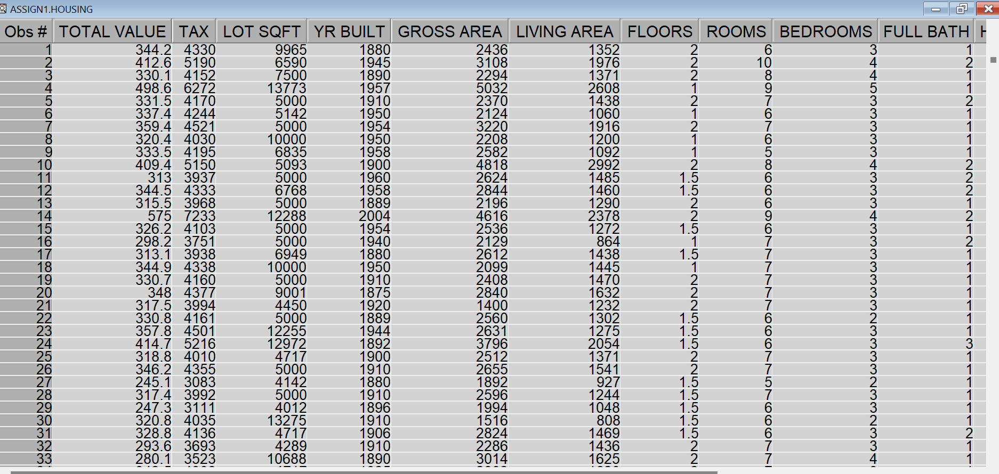 ASSIGN1.HOUSING
Obs # TOTAL VALUE TAX LOT SQFT YR BUILT GROSS AREA LIVING AREA FLOORS ROOMS BEDROOMS FULL BATH
1 344.2 4330 9965 1880 2436 1352 2 6 3 1
2 412.6 5190 6590 1945 3108 1976 2 10 4 2
3 330.1 4152 7500 1890 2294 1371 2 8 4 1
4 498.6 6272 13773 1957 5032 2608 1 9 5 1
5 331.5 4170 5000 1910 2370 1438 2 7 3 2
6 337.4 4244 5142 1950 2124 1060 1 6 3 1
7 359.4 4521 5000 1954 3220 1916 2 7 3 1
8 320.4 4030 10000 1950 2208 1200 1 6 3 1
9 333.5 4195 6835 1958 2582 1092 1 5 3 1
10 409.4 5150 5093 1900 4818 2992 2 8 4 2
11 313 3937 5000 1960 2624 1485 1.5 6 3 2
12 344.5 4333 6768 1958 2844 1460 1.5 6 3 2
13 315.5 3968 5000 1889 2196 1290 2 6 3 1
14 575 7233 12288 2004 4616 2378 2 9 4 2
15 326.2 4103 5000 1954 2536 1272 1.5 6 3 1
16 298.2 3751 5000 1940 2129 864 1 7 3 2
17 313.1 3938 6949 1880 2612 1438 1.5 7 3 1
18 344.9 4338 10000 1950 2099 1445 1 7 3 1
19 330.7 4160 5000 1910 2408 1470 2 7 3 1
20 348 4377 9001 1875 2840 1632 2 7 3 1
21 317.5 3994 4450 1920 1400 1232 2 7 3 1
22 330.8 4161 5000 1889 2560 1302 1.5 6 2 1
23 357.8 4501 12255 1944 2631 1275 1.5 6 3 1
24 414.7 5216 12972 1892 3796 2054 1.5 6 3 3
25 318.8 4010 4717 1900 2512 1371 2 7 3 1
26 346.2 4355 5000 1910 2655 1541 2 7 3 1
27 245.1 3083 4142 1880 1892 927 1.5 5 2 1
28 317.4 3992 5000 1910 2596 1244 1.5 7 3 1
29 247.3 3111 4012 1896 1994 1048 1.5 6 3 1
30 320.8 4035 13275 1910 1516 808 1.5 6 2 1
31 328.8 4136 4717 1906 2824 1469 1.5 6 3 2
32 293.6 3693 4289 1910 2286 1436 2 7 3 1
33 280.1 3523 10688 1890 3014 1625 2 7 4 1